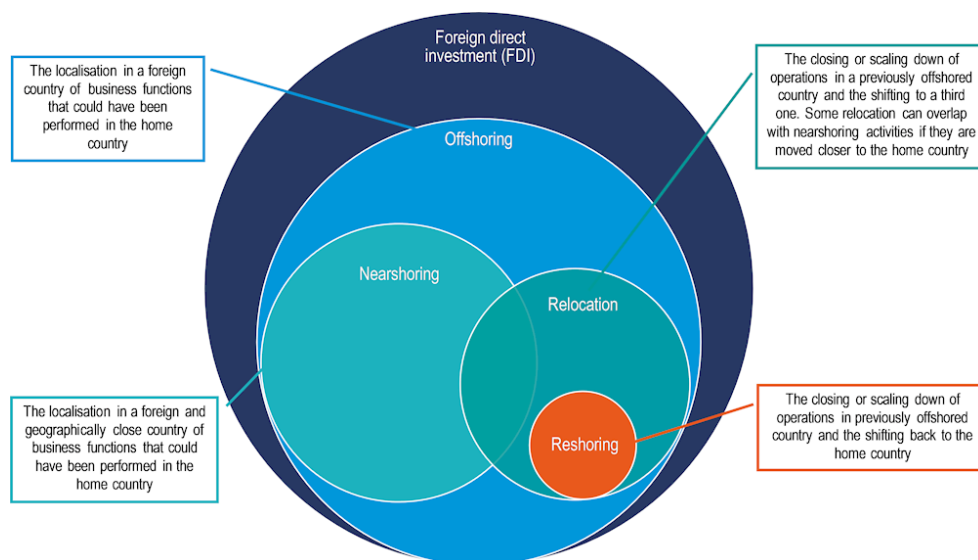 Foreign direct
investment (FDI)
The localisation in a foreign
country of business functions
that could have been
performed in the home
country
The closing or scaling down of
operations in a previously offshored
country and the shifting to a third
one. Some relocation can overlap
with nearshoring activities if they are
moved closer to the home country
Offshoring
Nearshoring
Relocation
The localisation in a foreign and
geographically close country of
business functions that could
have been performed in the
home country
Reshoring
The closing or scaling down of
operations in previously offshored
country and the shifting back to the
home country